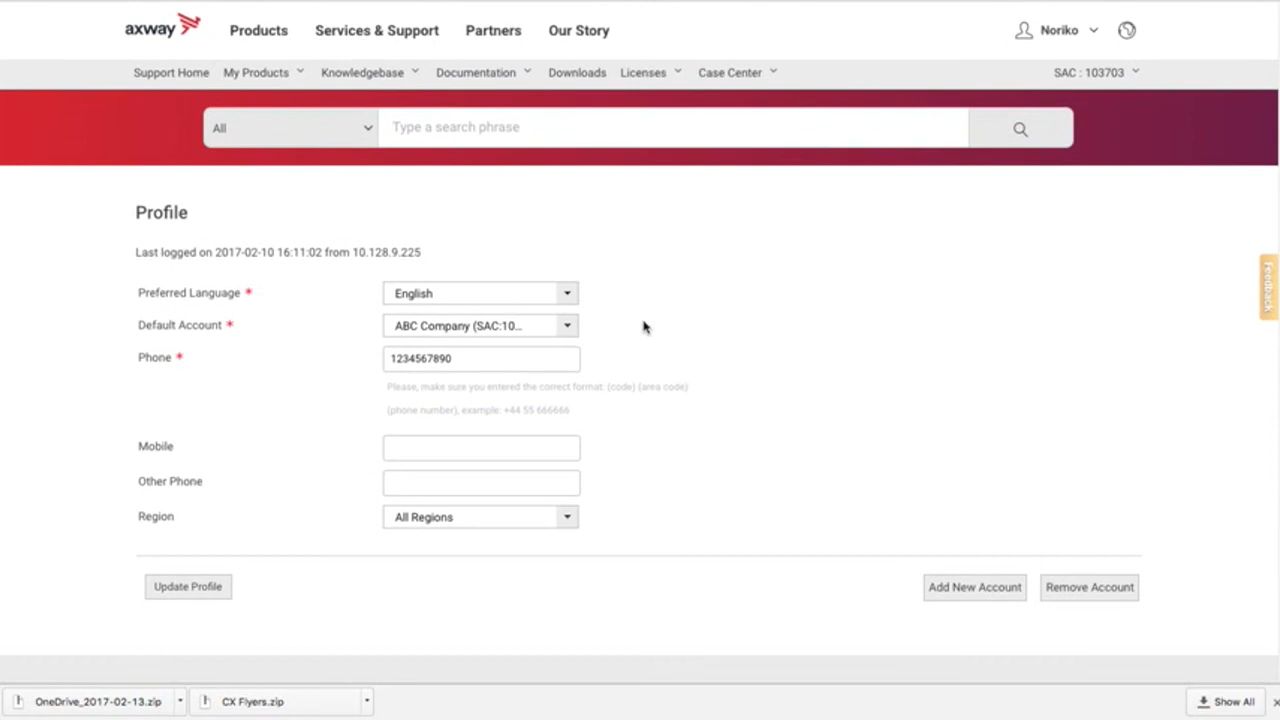 axway Products Services & Support Partners Our Story Noriko
Support Home My Products Knowledgebase Documentation Downloads Licenses Case Center SAC : 103703
All Type a search phrase
Profile
Last logged on 2017-02-10 16:11:02 from 10.128.9.225
Preferred Language * English
Default Account * ABC Company (SAC:10...
Phone * 1234567890
Please, make sure you entered the correct format: (code) (area code)
(phone number), example: +44 55 666666
Mobile
Other Phone
Region All Regions
Update Profile Add New Account Remove Account
Feedback
OneDrive_2017-02-13.zip CX Flyers.zip Show All